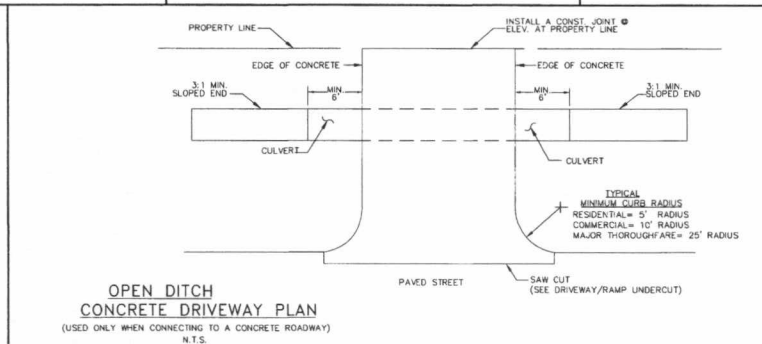 PROPERTY LINE
INSTALL A CONST. JOINT @
ELEV. AT PROPERTY LINE
EDGE OF CONCRETE
EDGE OF CONCRETE
3:1 MIN.
SLOPED END
MIN.
6'
MIN.
6'
3:1 MIN.
SLOPED END
CULVERT
CULVERT
TYPICAL
MINIMUM CURB RADIUS
RESIDENTIAL= 5' RADIUS
COMMERCIAL= 10' RADIUS
MAJOR THOROUGHFARE= 25' RADIUS
PAVED STREET
SAW CUT
(SEE DRIVEWAY/RAMP UNDERCUT)
OPEN DITCH
CONCRETE DRIVEWAY PLAN
(USED ONLY WHEN CONNECTING TO A CONCRETE ROADWAY)
N.T.S.